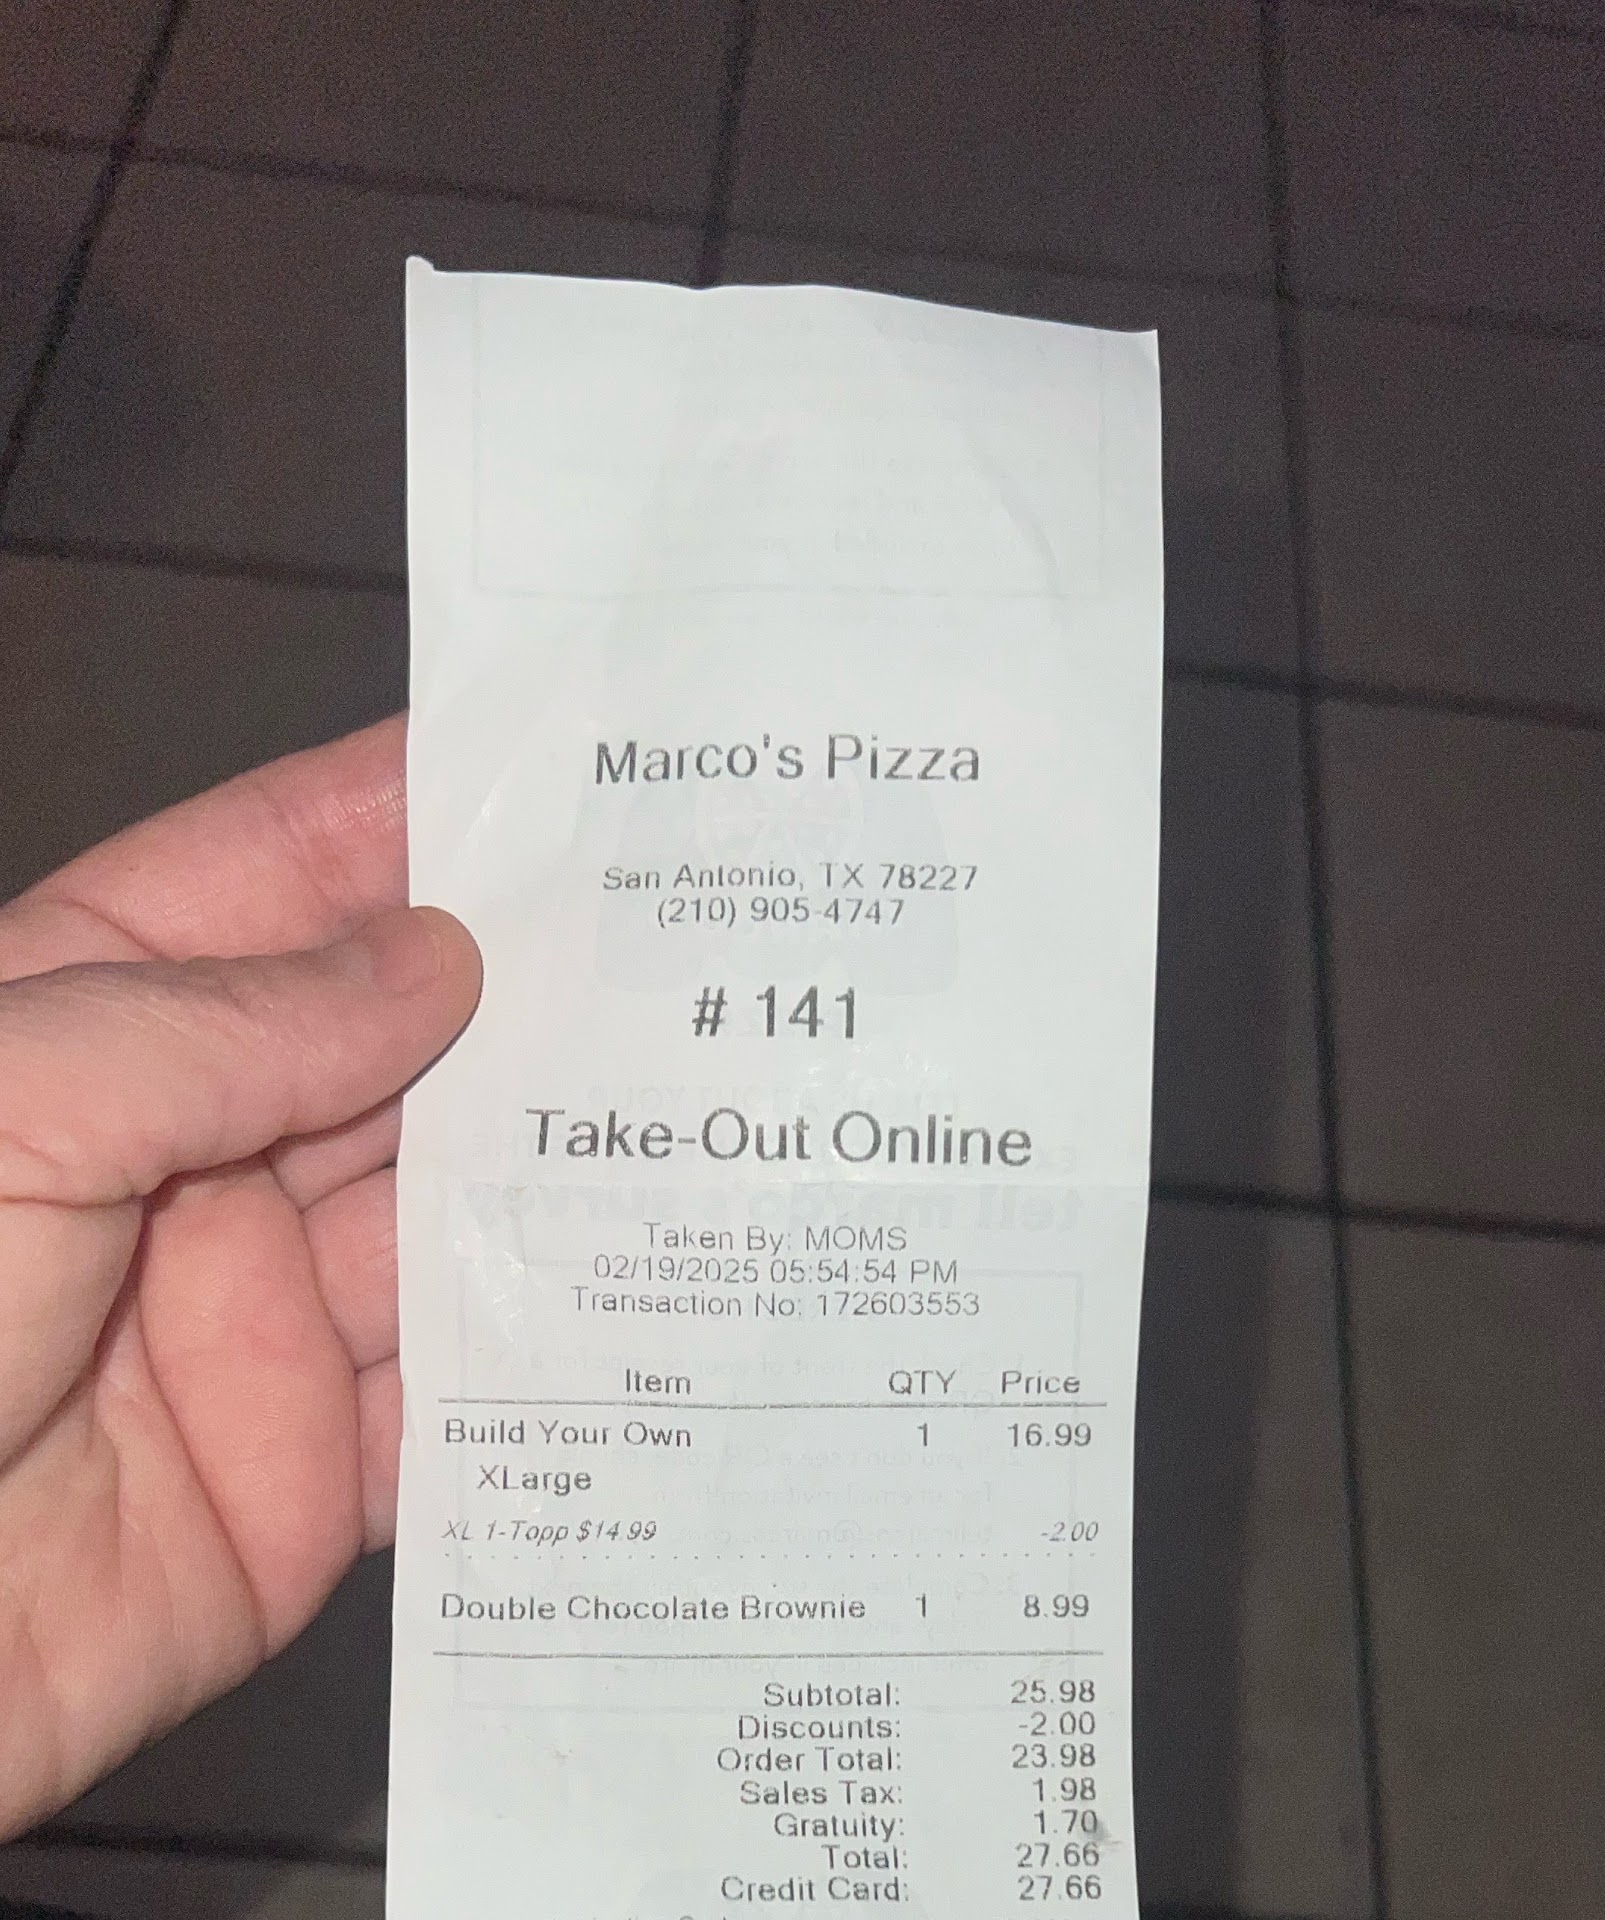 Marco's Pizza
San Antonio, TX 78227
(210) 905-4747
# 141
Take-Out Online
Taken By: MOMS
02/19/2025 05:54:54 PM
Transaction No: 172603553
Item QTY Price
Build Your Own 1 16.99
XLarge
XL 1-Topp $14.99 -2.00
Double Chocolate Brownie 1 8.99
Subtotal: 25.98
Discounts: -2.00
Order Total: 23.98
Sales Tax: 1.98
Gratuity: 1.70
Total: 27.66
Credit Card: 27.66